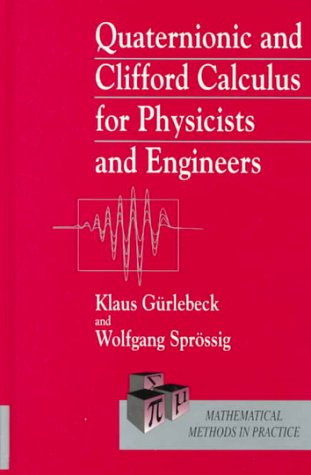 Quaternionic and
Clifford Calculus
for Physicists
and Engineers
Klaus Gürlebeck
and
Wolfgang Sprössig
Σ
π μ
MATHEMATICAL
METHODS IN PRACTICE